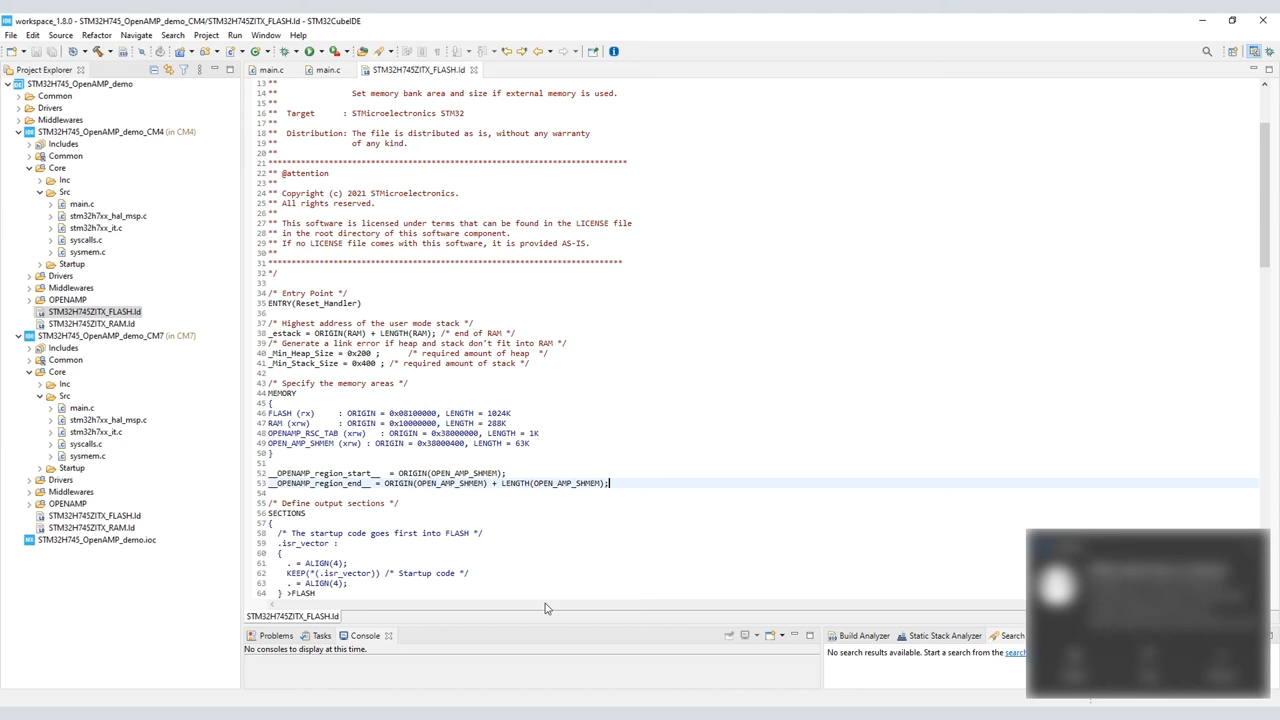 workspace_1.8.0 - STM32H745_OpenAMP_demo_CM4/STM32H745ZITX_FLASH.ld - STM32CubeIDE
File Edit Source Refactor Navigate Search Project Run Window Help
Project Explorer
STM32H745_OpenAMP_demo
Common
Drivers
Middlewares
STM32H745_OpenAMP_demo_CM4 (in CM4)
Includes
Common
Core
Inc
Src
main.c
stm32h7xx_hal_msp.c
stm32h7xx_it.c
syscalls.c
sysmem.c
Startup
Drivers
Middlewares
OPENAMP
STM32H745ZITX_FLASH.ld
STM32H745ZITX_RAM.ld
STM32H745_OpenAMP_demo_CM7 (in CM7)
Includes
Common
Core
Inc
Src
main.c
stm32h7xx_hal_msp.c
stm32h7xx_it.c
syscalls.c
sysmem.c
Startup
Drivers
Middlewares
OPENAMP
STM32H745ZITX_FLASH.ld
STM32H745ZITX_RAM.ld
STM32H745_OpenAMP_demo.ioc
main.c main.c STM32H745ZITX_FLASH.ld
13 **
14 ** Set memory bank area and size if external memory is used.
15 **
16 ** Target : STMicroelectronics STM32
17 **
18 ** Distribution: The file is distributed as is, without any warranty
19 ** of any kind.
20 **
21 *****************************************************************************
22 ** @attention
23 **
24 ** Copyright (c) 2021 STMicroelectronics.
25 ** All rights reserved.
26 **
27 ** This software is licensed under terms that can be found in the LICENSE file
28 ** in the root directory of this software component.
29 ** If no LICENSE file comes with this software, it is provided AS-IS.
30 **
31 ****************************************************************************
32 */
33
34 /* Entry Point */
35 ENTRY(Reset_Handler)
36
37 /* Highest address of the user mode stack */
38 _estack = ORIGIN(RAM) + LENGTH(RAM); /* end of RAM */
39 /* Generate a link error if heap and stack don't fit into RAM */
40 _Min_Heap_Size = 0x200 ; /* required amount of heap */
41 _Min_Stack_Size = 0x400 ; /* required amount of stack */
42
43 /* Specify the memory areas */
44 MEMORY
45 {
46 FLASH (rx) : ORIGIN = 0x08100000, LENGTH = 1024K
47 RAM (xrw) : ORIGIN = 0x10000000, LENGTH = 288K
48 OPENAMP_RSC_TAB (xrw) : ORIGIN = 0x38000000, LENGTH = 1K
49 OPEN_AMP_SHMEM (xrw) : ORIGIN = 0x38000400, LENGTH = 63K
50 }
51
52 __OPENAMP_region_start__ = ORIGIN(OPEN_AMP_SHMEM);
53 __OPENAMP_region_end__ = ORIGIN(OPEN_AMP_SHMEM) + LENGTH(OPEN_AMP_SHMEM);
54
55 /* Define output sections */
56 SECTIONS
57 {
58 /* The startup code goes first into FLASH */
59 .isr_vector :
60 {
61 . = ALIGN(4);
62 KEEP(*(.isr_vector)) /* Startup code */
63 . = ALIGN(4);
64 } >FLASH
STM32H745ZITX_FLASH.ld
Problems Tasks Console
No consoles to display at this time.
Build Analyzer Static Stack Analyzer Search
No search results available. Start a search from the search